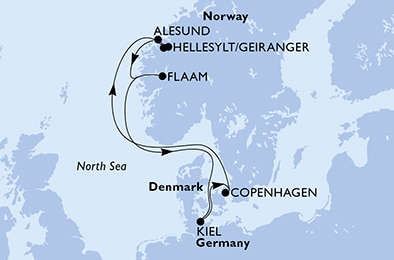 Norway
ALESUND
HELLESYLT/GEIRANGER
FLAAM
North Sea
Denmark
COPENHAGEN
KIEL
Germany